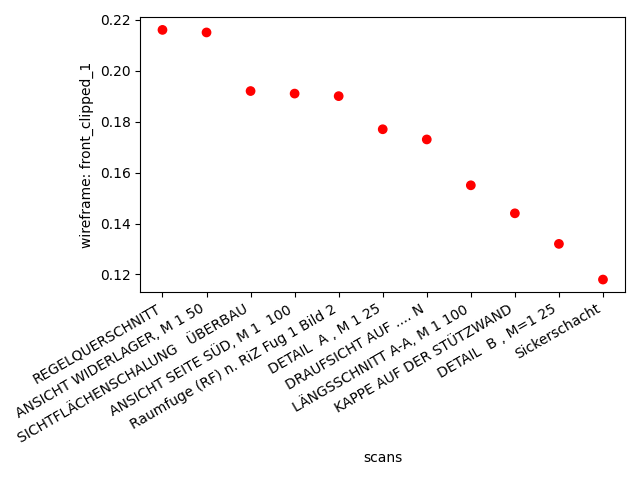 0.22
0.20
0.18
0.16
0.14
0.12
wireframe: front_clipped_1
REGELQUERSCHNITT
ANSICHT WIDERLAGER, M 1 50
SICHTFLÄCHENSCHALUNG   ÜBERBAU
ANSICHT SEITE SÜD, M 1  100
Raumfuge (RF) n. RiZ Fug 1 Bild 2
DETAIL  A , M 1 25
DRAUFSICHT AUF .... N
LÄNGSSCHNITT A-A, M 1 100
KAPPE AUF DER STÜTZWAND
DETAIL  B , M=1 25
Sickerschacht
scans